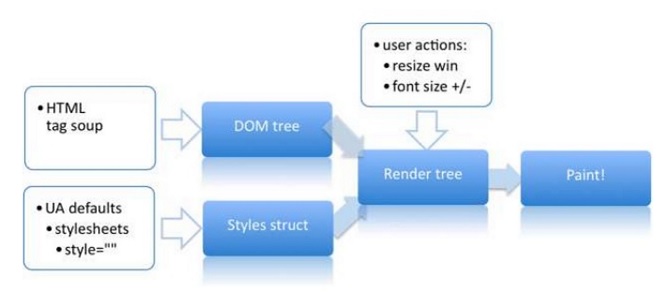 • user actions:
• resize win
• font size +/-
• HTML
tag soup
DOM tree
Render tree
Paint!
• UA defaults
• stylesheets
• style=""
Styles struct